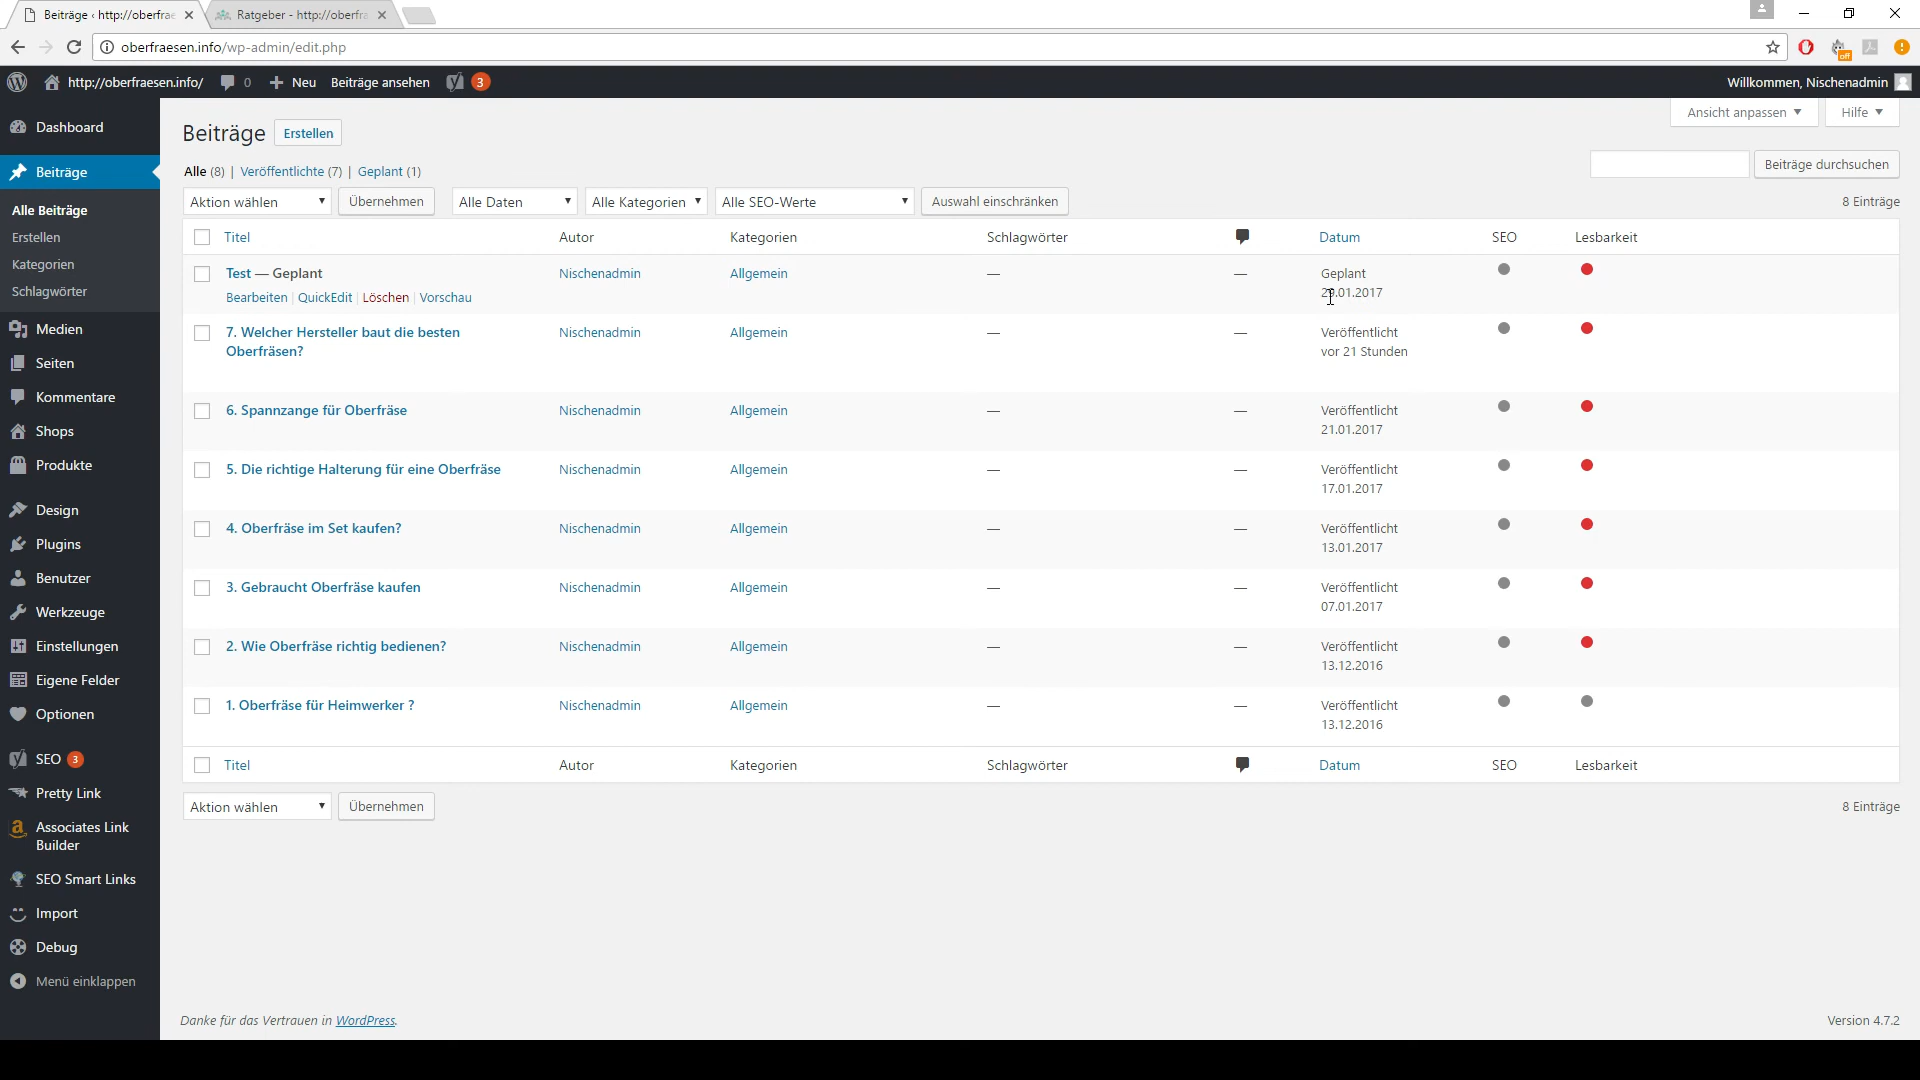 Beiträge ‹ http://oberfrae
Ratgeber - http://oberfra
oberfraesen.info/wp-admin/edit.php
off
http://oberfraesen.info/ 0 Neu Beiträge ansehen 3
Willkommen, Nischenadmin
Ansicht anpassen Hilfe
Dashboard
Beiträge
Alle Beiträge
Erstellen
Kategorien
Schlagwörter
Medien
Seiten
Kommentare
Shops
Produkte
Design
Plugins
Benutzer
Werkzeuge
Einstellungen
Eigene Felder
Optionen
SEO 3
Pretty Link
Associates Link
Builder
SEO Smart Links
Import
Debug
Menü einklappen
Beiträge Erstellen
Alle (8) | Veröffentlichte (7) | Geplant (1)
Beiträge durchsuchen
Aktion wählen Übernehmen Alle Daten Alle Kategorien Alle SEO-Werte Auswahl einschränken 8 Einträge
Titel Autor Kategorien Schlagwörter Datum SEO Lesbarkeit
Test — Geplant Nischenadmin Allgemein — — Geplant
Bearbeiten | QuickEdit | Löschen | Vorschau
.01.2017
7. Welcher Hersteller baut die besten Nischenadmin Allgemein — — Veröffentlicht
Oberfräsen? vor 21 Stunden
6. Spannzange für Oberfräse Nischenadmin Allgemein — — Veröffentlicht
21.01.2017
5. Die richtige Halterung für eine Oberfräse Nischenadmin Allgemein — — Veröffentlicht
17.01.2017
4. Oberfräse im Set kaufen? Nischenadmin Allgemein — — Veröffentlicht
13.01.2017
3. Gebraucht Oberfräse kaufen Nischenadmin Allgemein — — Veröffentlicht
07.01.2017
2. Wie Oberfräse richtig bedienen? Nischenadmin Allgemein — — Veröffentlicht
13.12.2016
1. Oberfräse für Heimwerker ? Nischenadmin Allgemein — — Veröffentlicht
13.12.2016
Titel Autor Kategorien Schlagwörter Datum SEO Lesbarkeit
Aktion wählen Übernehmen 8 Einträge
Danke für das Vertrauen in WordPress.
Version 4.7.2